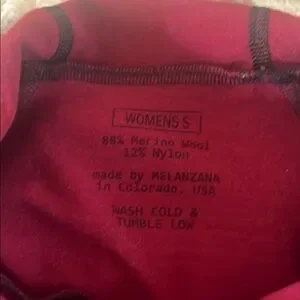 WOMENS S
88% Merino Wool
12% Nylon
made by MELANZANA
in Colorado, USA
WASH COLD &
TUMBLE LOW